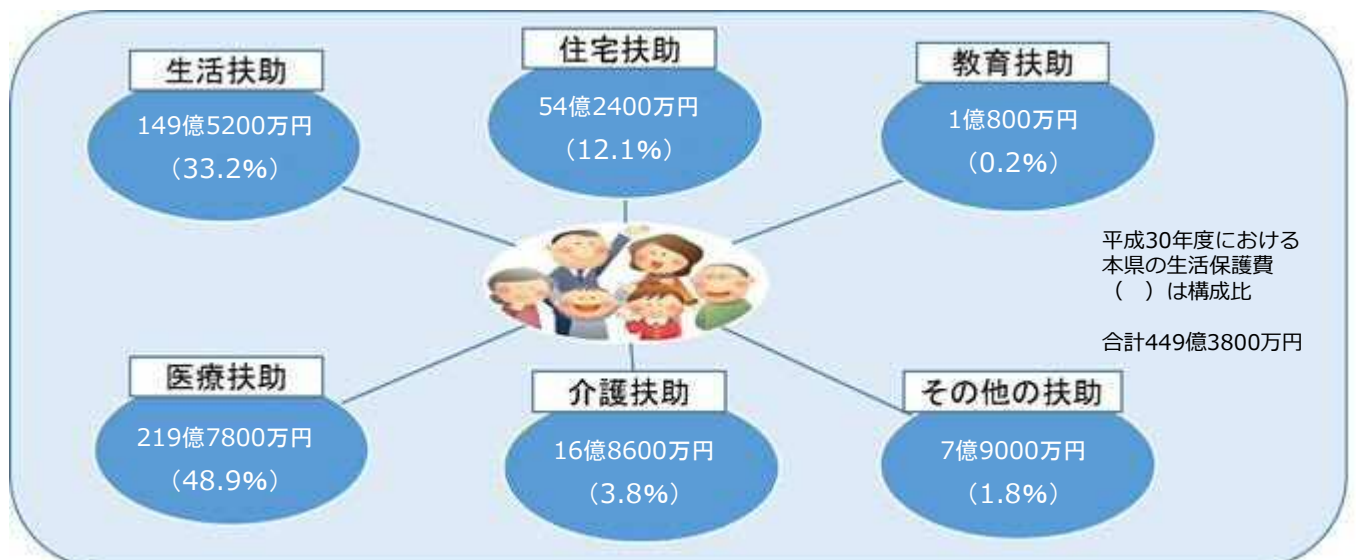 生活扶助
149億5200万円
（33.2%）
住宅扶助
54億2400万円
（12.1%）
教育扶助
1億800万円
（0.2%）
平成30年度における
本県の生活保護費
（　）は構成比
合計449億3800万円
医療扶助
219億7800万円
（48.9%）
介護扶助
16億8600万円
（3.8%）
その他の扶助
7億9000万円
（1.8%）